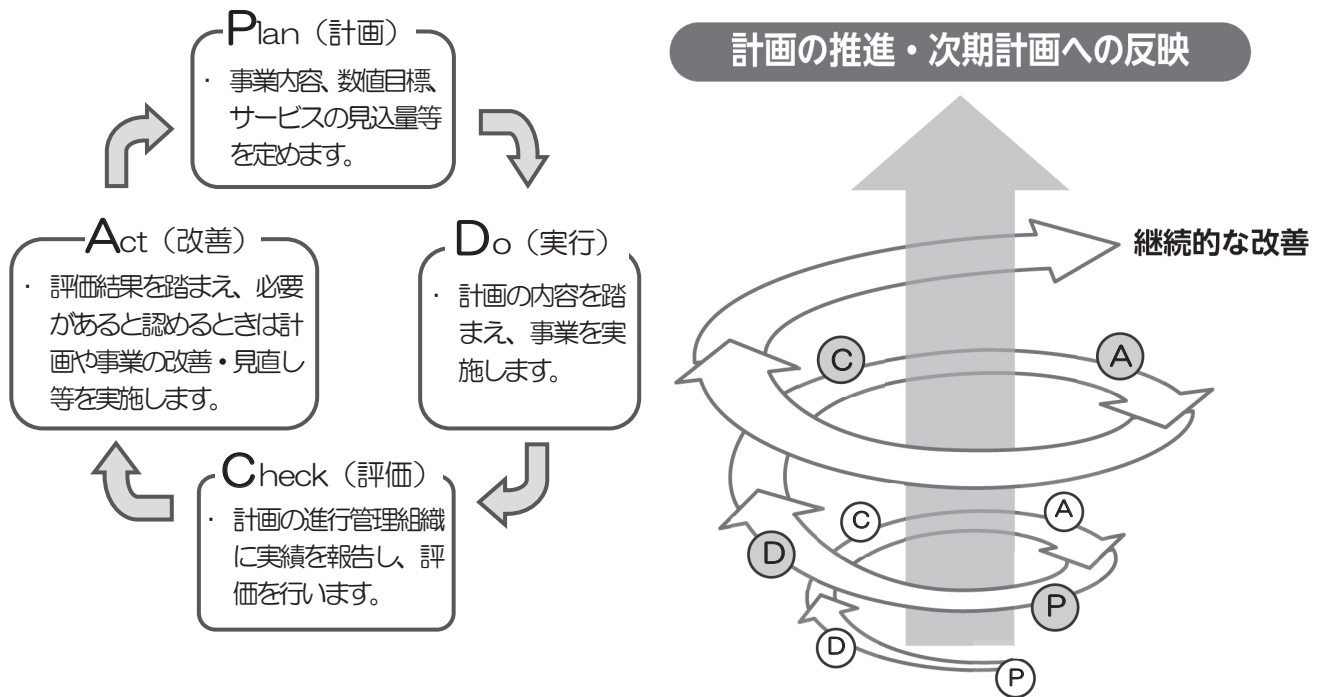 Plan（計画）
・ 事業内容、数値目標、
サービスの見込量等
を定めます。
Act（改善）
・ 評価結果を踏まえ、必要
があると認めるときは計
画や事業の改善・見直し
等を実施します。
Do（実行）
・ 計画の内容を踏
まえ、事業を実
施します。
Check（評価）
・ 計画の進行管理組織
に実績を報告し、評
価を行います。
計画の推進・次期計画への反映
継続的な改善
C
A
C
A
D
P
D
P